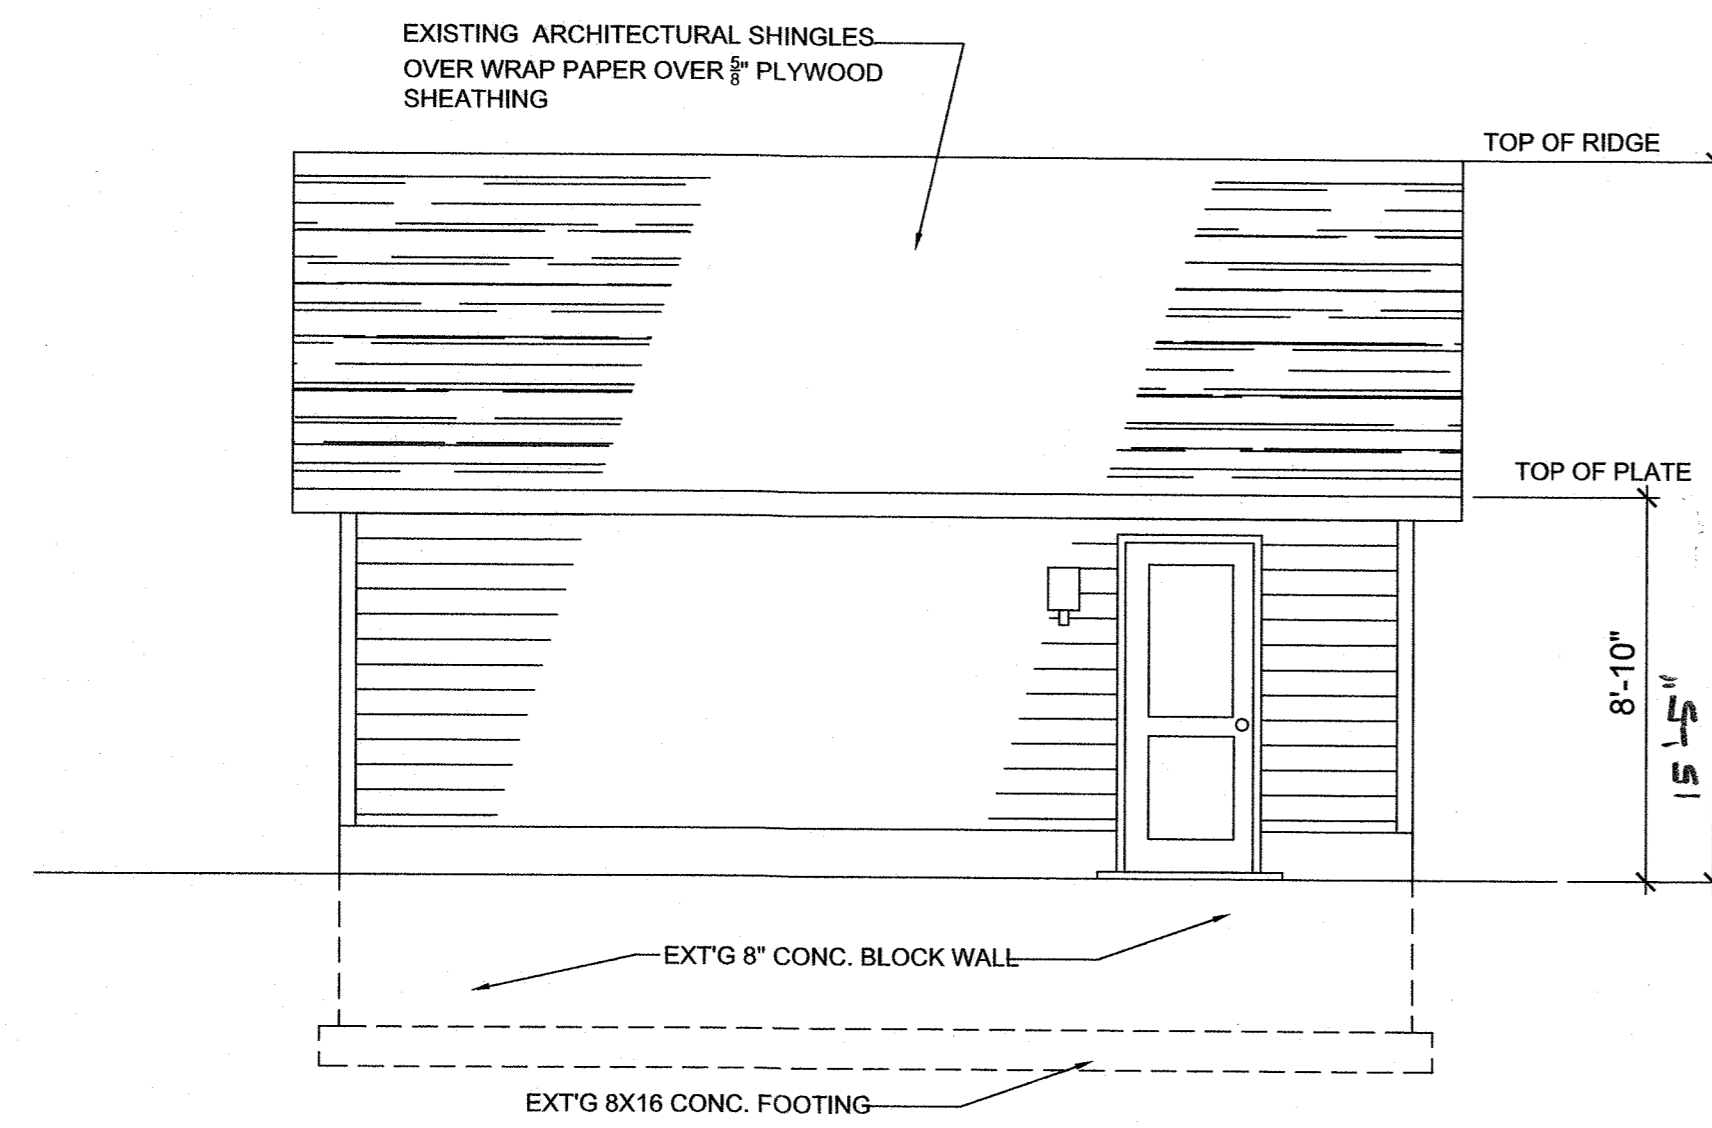 EXISTING ARCHITECTURAL SHINGLES
OVER WRAP PAPER OVER ⅝" PLYWOOD
SHEATHING
TOP OF RIDGE
TOP OF PLATE
8'-10"
15'-5"
EXT'G 8" CONC. BLOCK WALL
EXT'G 8X16 CONC. FOOTING